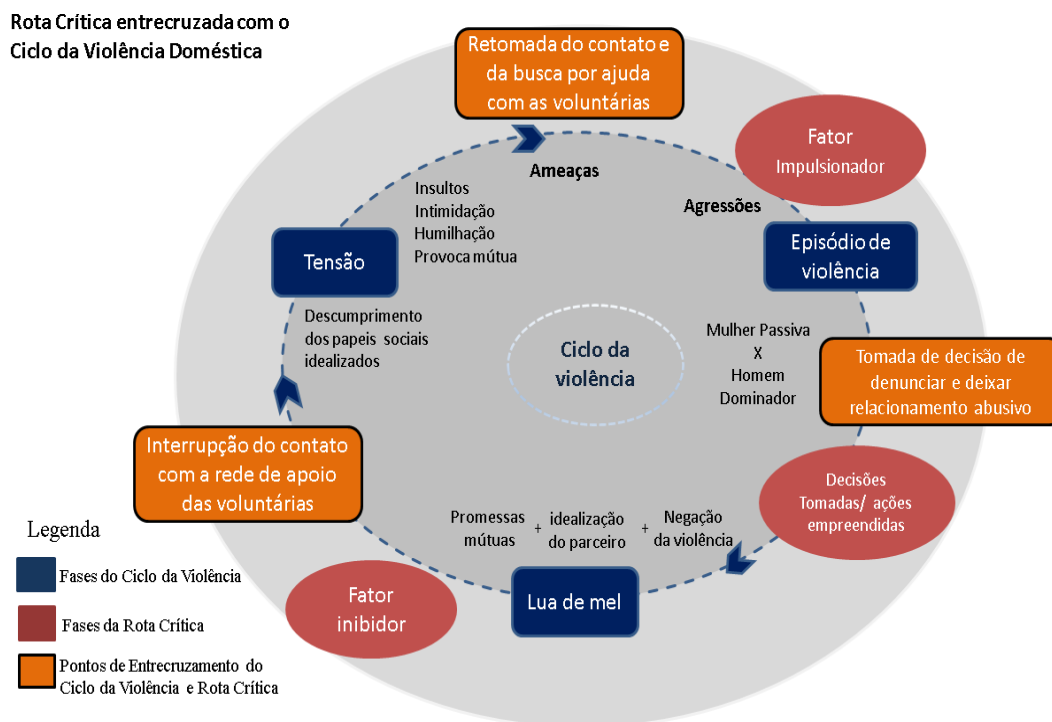 Rota Crítica entrecruzada com o
Ciclo da Violência Doméstica
Retomada do contato e
da busca por ajuda
com as voluntárias
Fator
Impulsionador
Ameaças
Insultos
Intimidação
Humilhação
Provoca mútua
Agressões
Tensão
Episódio de
violência
Descumprimento
dos papeis sociais
idealizados
Ciclo da
violência
Mulher Passiva
X
Homem
Dominador
Tomada de decisão de
denunciar e deixar
relacionamento abusivo
Interrupção do contato
com a rede de apoio
das voluntárias
Decisões
Tomadas/ ações
empreendidas
Promessas
mútuas
+
idealização
do parceiro
+
Negação
da violência
Lua de mel
Fator
inibidor
Legenda
Fases do Ciclo da Violência
Fases da Rota Crítica
Pontos de Entrecruzamento do
Ciclo da Violência e Rota Crítica